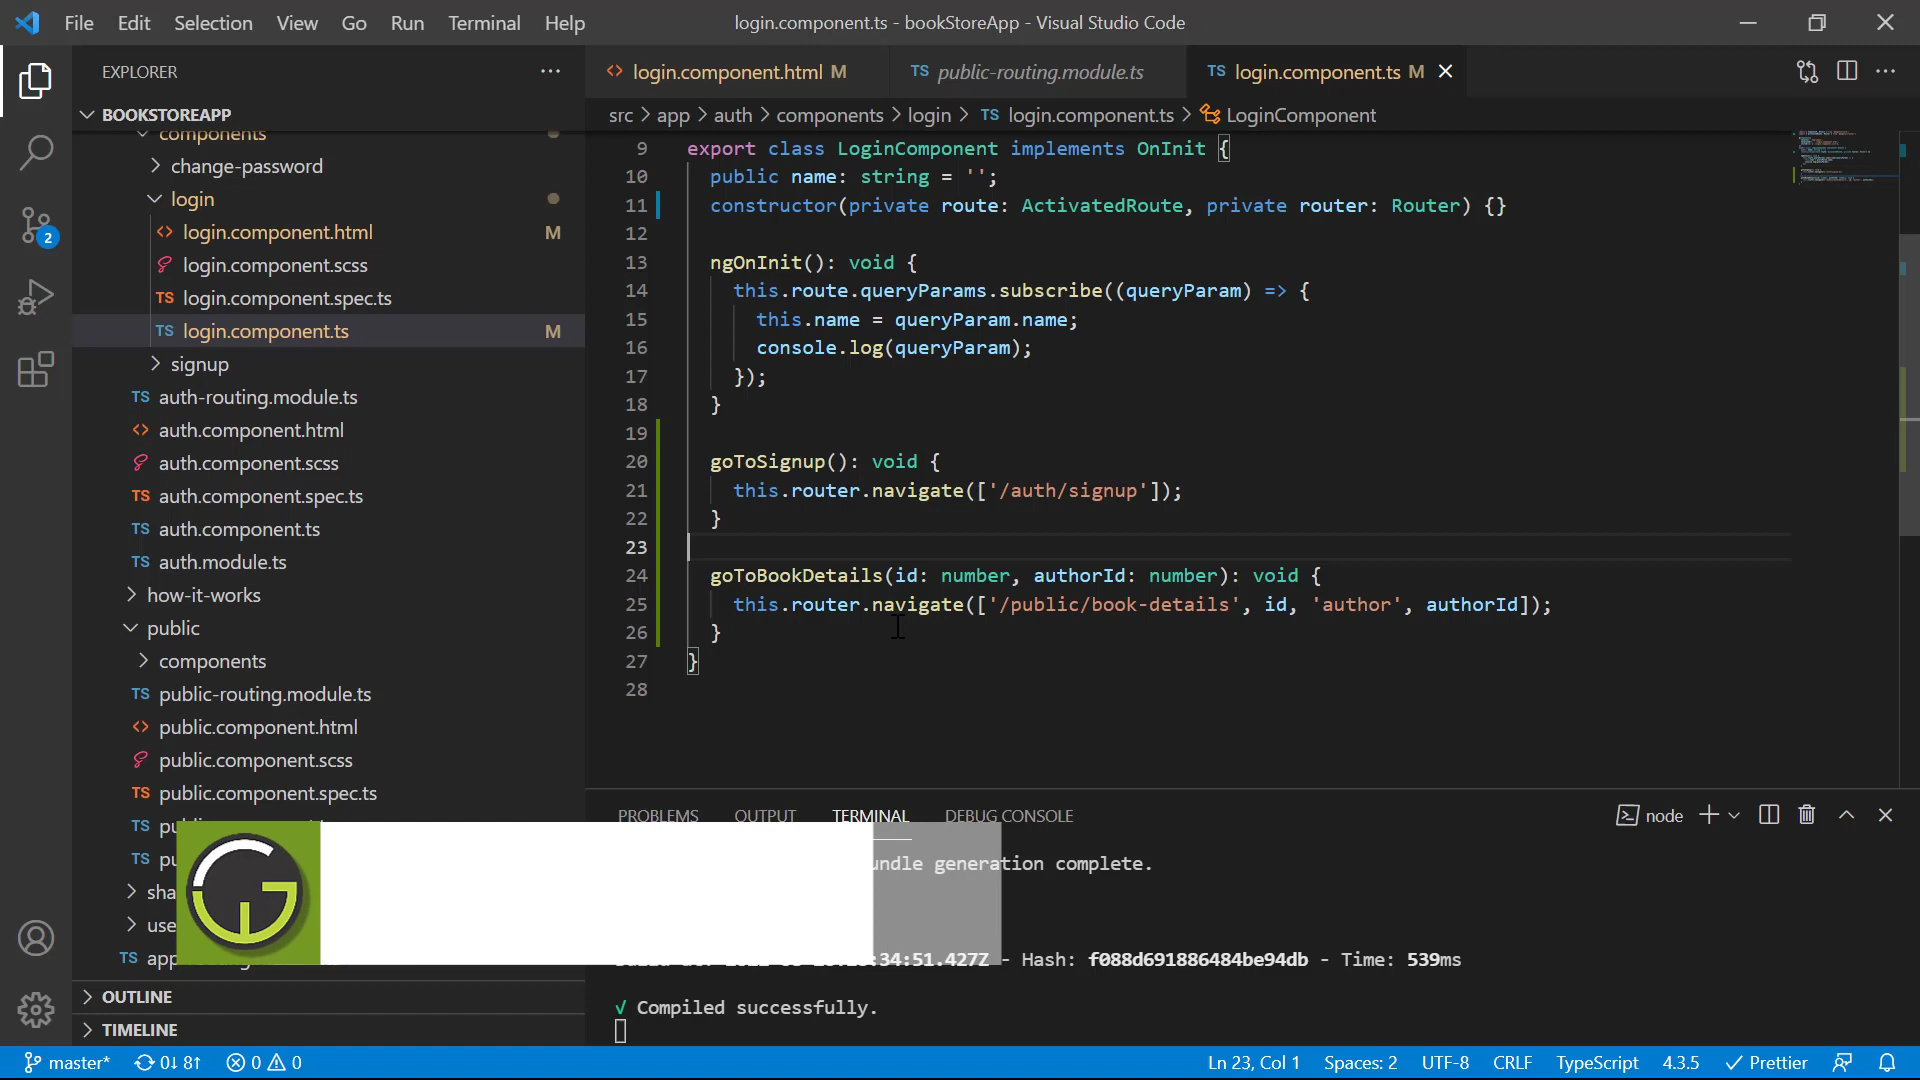 File Edit Selection View Go Run Terminal Help
login.component.ts - bookStoreApp - Visual Studio Code
EXPLORER
BOOKSTOREAPP
components
change-password
login
login.component.html M
login.component.scss
login.component.spec.ts
login.component.ts M
signup
auth-routing.module.ts
auth.component.html
auth.component.scss
auth.component.spec.ts
auth.component.ts
auth.module.ts
how-it-works
public
components
public-routing.module.ts
public.component.html
public.component.scss
public.component.spec.ts
OUTLINE
TIMELINE
2
login.component.html M
TS public-routing.module.ts
TS login.component.ts M
src > app > auth > components > login > TS login.component.ts > LoginComponent
9 export class LoginComponent implements OnInit {
10 public name: string = '';
11 constructor(private route: ActivatedRoute, private router: Router) {}
12
13 ngOnInit(): void {
14 this.route.queryParams.subscribe((queryParam) => {
15 this.name = queryParam.name;
16 console.log(queryParam);
17 });
18 }
19
20 goToSignup(): void {
21 this.router.navigate(['/auth/signup']);
22 }
23
24 goToBookDetails(id: number, authorId: number): void {
25 this.router.navigate(['/public/book-details', id, 'author', authorId]);
26 }
27 }
28
PROBLEMS OUTPUT TERMINAL DEBUG CONSOLE
node
generation complete.
34:51.427Z - Hash: f088d691886484be94db - Time: 539ms
√ Compiled successfully.
master* 0↓ 8↑ 0 0
Ln 23, Col 1 Spaces: 2 UTF-8 CRLF TypeScript 4.3.5 Prettier